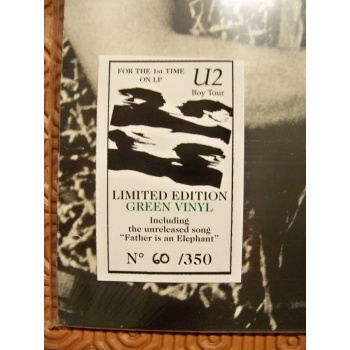 FOR THE 1st TIME
ON LP
U2
Boy Tour
LIMITED EDITION
GREEN VINYL
Including
the unreleased song
"Father is an Elephant"
N° 60 /350